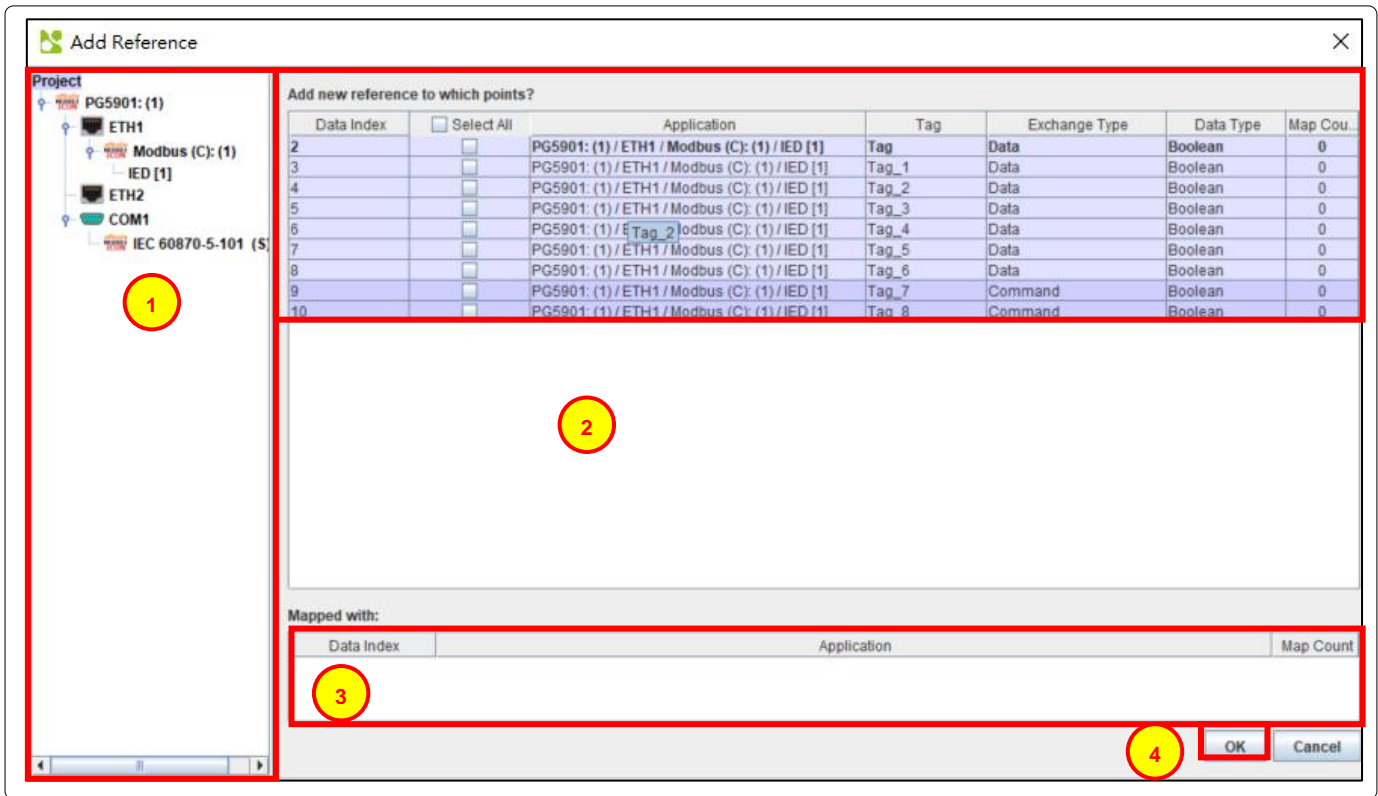 Add Reference
Project
PG5901: (1)
ETH1
Modbus (C): (1)
IED [1]
ETH2
COM1
IEC 60870-5-101 (S)
1
Add new reference to which points?
Data Index Select All Application Tag Exchange Type Data Type Map Cou...
2 PG5901: (1) / ETH1 / Modbus (C): (1) / IED [1] Tag Data Boolean 0
3 PG5901: (1) / ETH1 / Modbus (C): (1) / IED [1] Tag_1 Data Boolean 0
4 PG5901: (1) / ETH1 / Modbus (C): (1) / IED [1] Tag_2 Data Boolean 0
5 PG5901: (1) / ETH1 / Modbus (C): (1) / IED [1] Tag_3 Data Boolean 0
6 PG5901: (1) / E Tag_2 odbus (C): (1) / IED [1] Tag_4 Data Boolean 0
7 PG5901: (1) / ETH1 / Modbus (C): (1) / IED [1] Tag_5 Data Boolean 0
8 PG5901: (1) / ETH1 / Modbus (C): (1) / IED [1] Tag_6 Data Boolean 0
9 PG5901: (1) / ETH1 / Modbus (C): (1) / IED [1] Tag_7 Command Boolean 0
10 PG5901: (1) / ETH1 / Modbus (C): (1) / IED [1] Tag_8 Command Boolean 0
2
Mapped with:
Data Index Application Map Count
3
4
OK Cancel